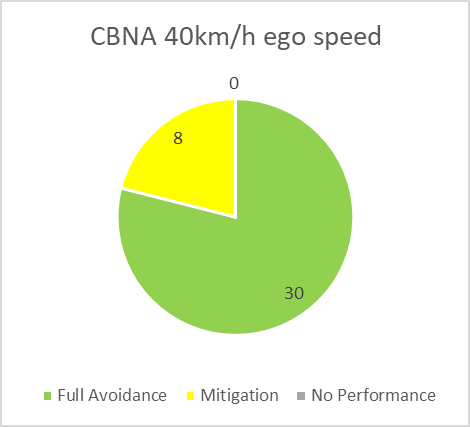 CBNA 40km/h ego speed
0
8
30
Full Avoidance Mitigation No Performance